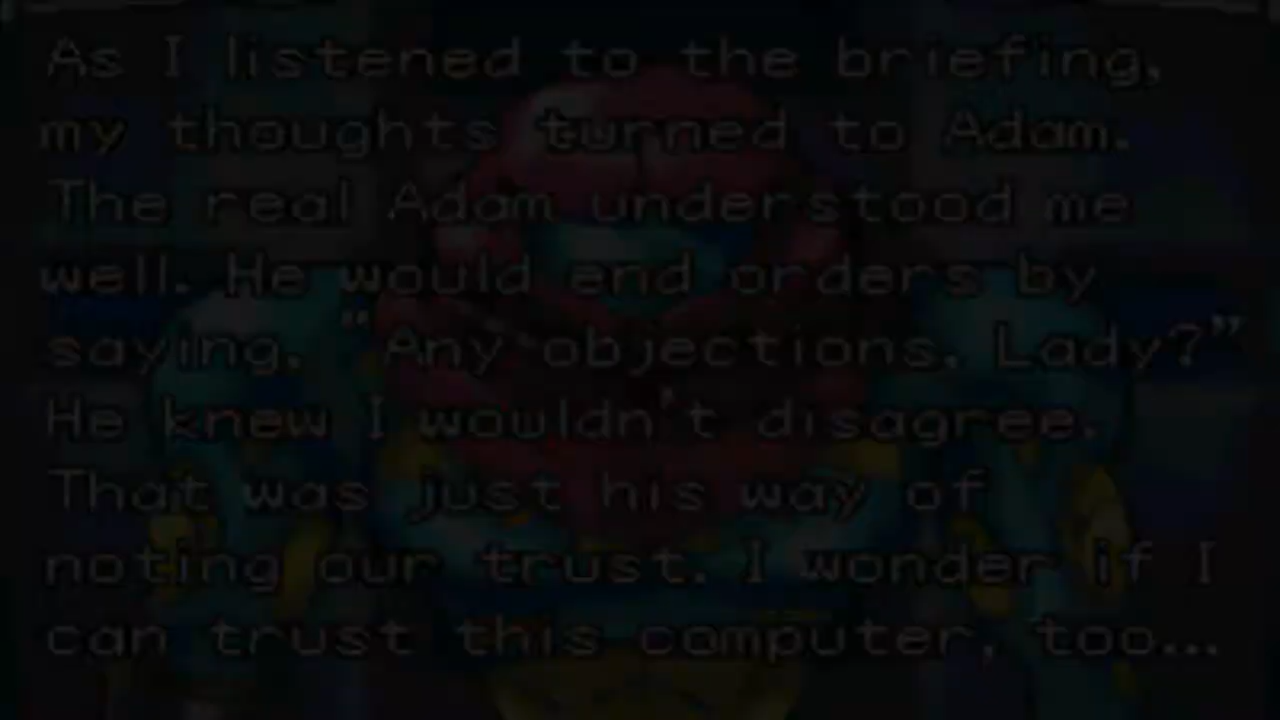 As I listened to the briefing,
my thoughts turned to Adam.
The real Adam understood me
well. He would end orders by
saying. “Any objections, Lady?”
He knew I wouldn't disagree.
That was just his way of
noting our trust. I wonder if I
can trust this computer, too...